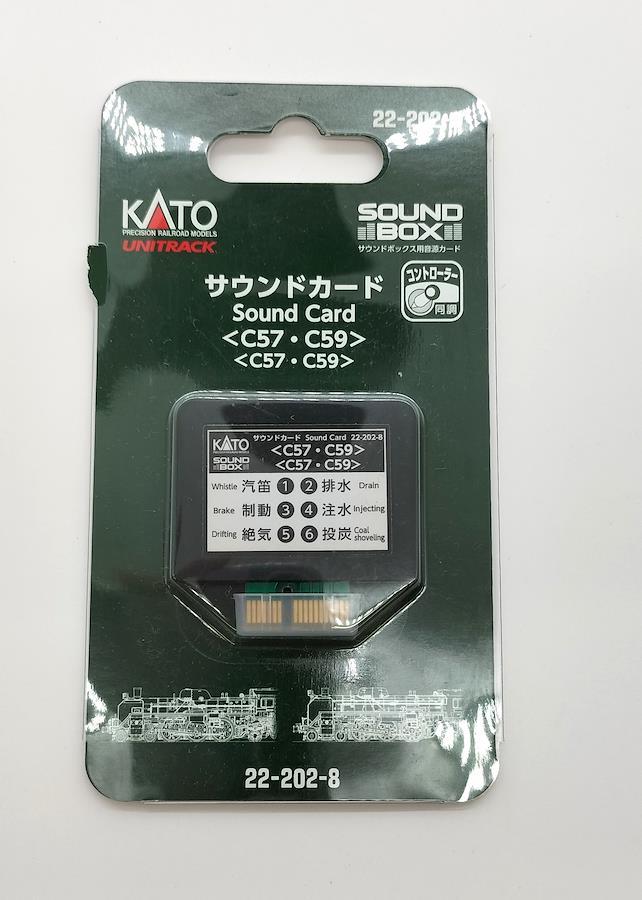 22-202-8
KATO
PRECISION RAILROAD MODELS
UNITRACK
SOUND
BOX
サウンドボックス用音源カード
サウンドカード
Sound Card
<C57・C59>
<C57・C59>
コントローラー
同調
KATO
PRECISION RAILROAD MODELS
サウンドカード Sound Card 22-202-8
SOUND
BOX
<C57・C59>
<C57・C59>
Whistle 汽笛 1 2 排水 Drain
Brake 制動 3 4 注水 Injecting
Drifting 絶気 5 6 投炭 Coal shoveling
22-202-8